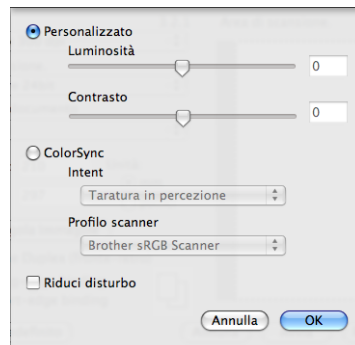 Personalizzato
Luminosità
0
Contrasto
0
ColorSync
Intent
Taratura in percezione
Profilo scanner
Brother sRGB Scanner
Riduci disturbo
Annulla OK